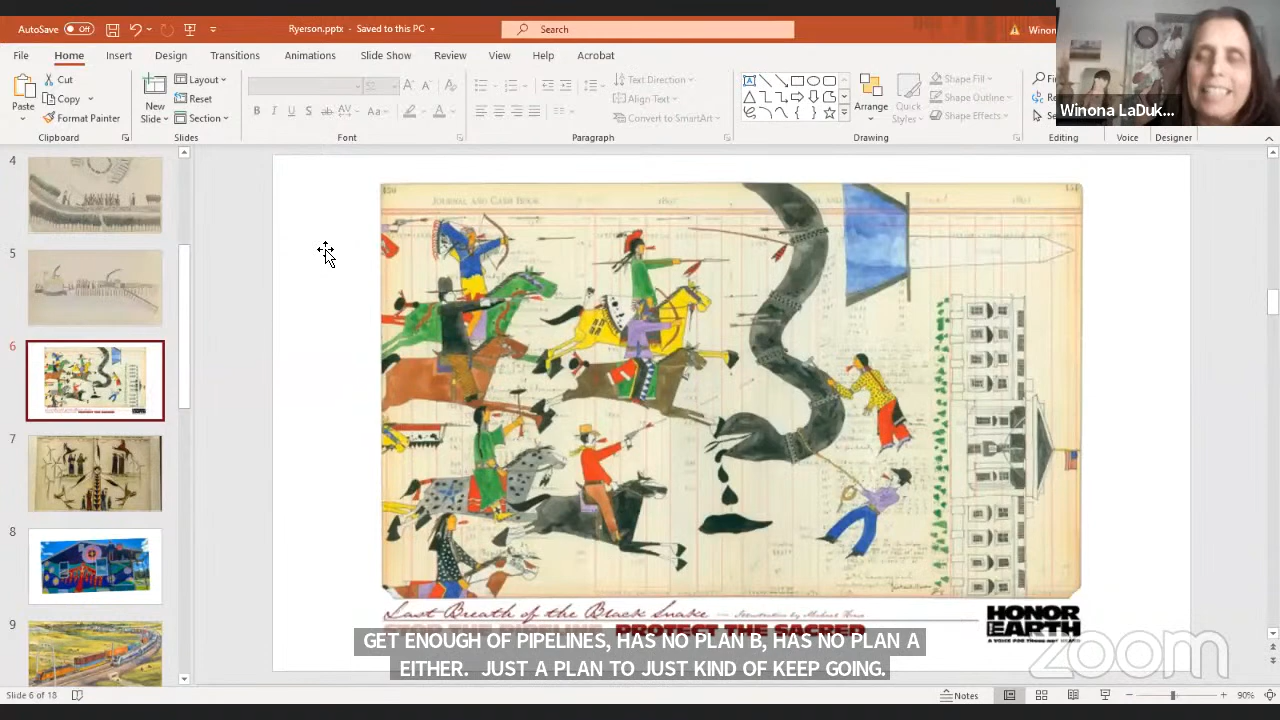 AutoSave Off Ryerson.pptx - Saved to this PC Search Winon
File Home Insert Design Transitions Animations Slide Show Review View Help Acrobat
Paste Cut Copy Format Painter New Slide Layout Reset Section
Text Direction Align Text Convert to SmartArt Arrange Quick Styles Shape Fill Shape Outline Shape Effects
Clipboard Slides Font Paragraph Drawing Editing Voice Designer
Winona LaDuk...
4
5
6
7
8
9
JOURNAL AND CASH BOOK
Last Breath of the Black Snake
PROTECT THE SACRED
HONOR THE EARTH
GET ENOUGH OF PIPELINES, HAS NO PLAN B, HAS NO PLAN A
EITHER. JUST A PLAN TO JUST KIND OF KEEP GOING.
zoom
Slide 6 of 18 Notes 90%